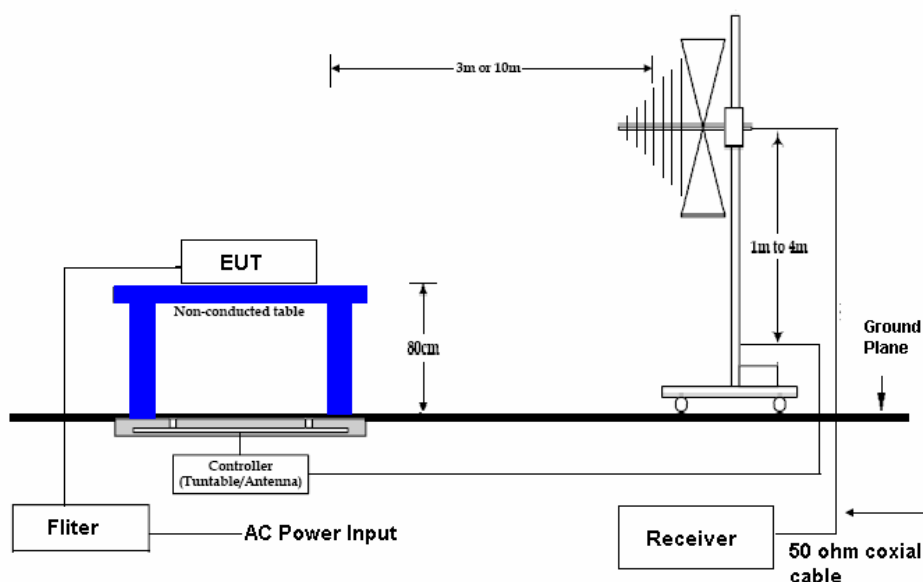 3m or 10m
EUT
1m to 4m
Non-conducted table
80cm
Ground
Plane
Controller
(Tuntable/Antenna)
Fliter
AC Power Input
Receiver
50 ohm coxial
cable